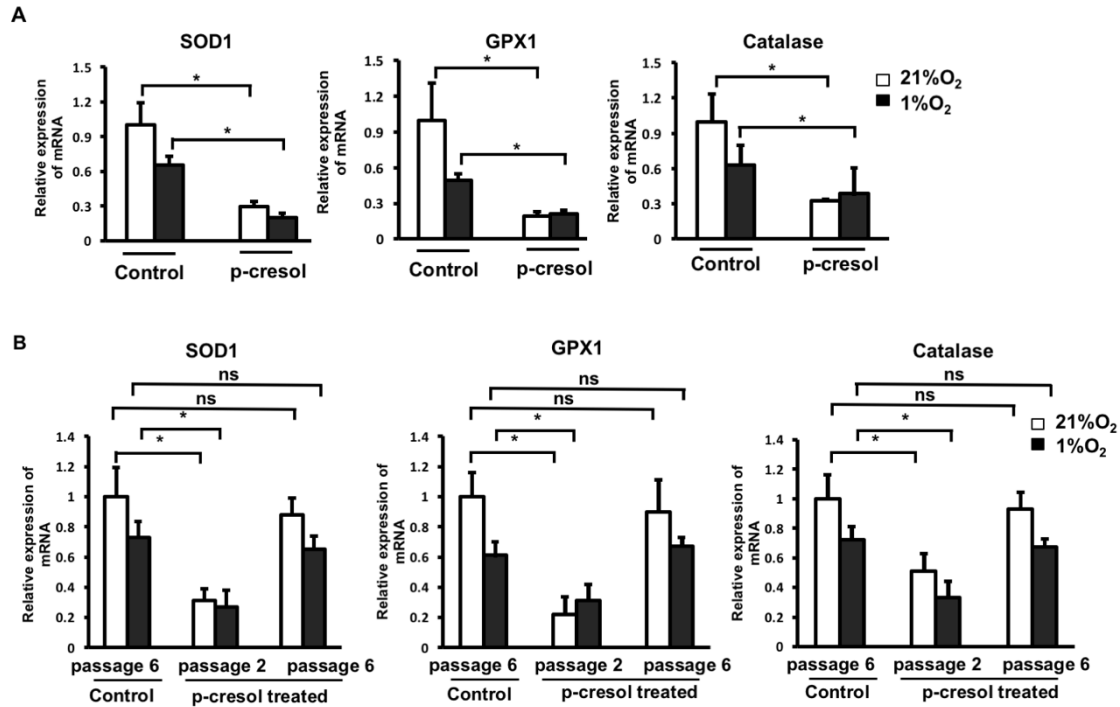 A
SOD1
GPX1
Catalase
Relative expression
of mRNA
1.5
1.2
0.9
0.6
0.3
0
*
*
Control
p-cresol
Relative expression
of mRNA
1.5
1.2
0.9
0.6
0.3
0
*
*
Control
p-cresol
Relative expression
of mRNA
1.5
1.2
0.9
0.6
0.3
0
*
*
Control
p-cresol
21%O₂
1%O₂
B
SOD1
GPX1
Catalase
Relative expression of
mRNA
1.4
1.2
1
0.8
0.6
0.4
0.2
0
ns
ns
*
*
passage 6 passage 2 passage 6
Control p-cresol treated
Relative expression of
mRNA
1.4
1.2
1
0.8
0.6
0.4
0.2
0
ns
ns
*
*
passage 6 passage 2 passage 6
Control p-cresol treated
Relative expression of
mRNA
1.4
1.2
1
0.8
0.6
0.4
0.2
0
ns
ns
*
*
passage 6 passage 2 passage 6
Control p-cresol treated
21%O₂
1%O₂